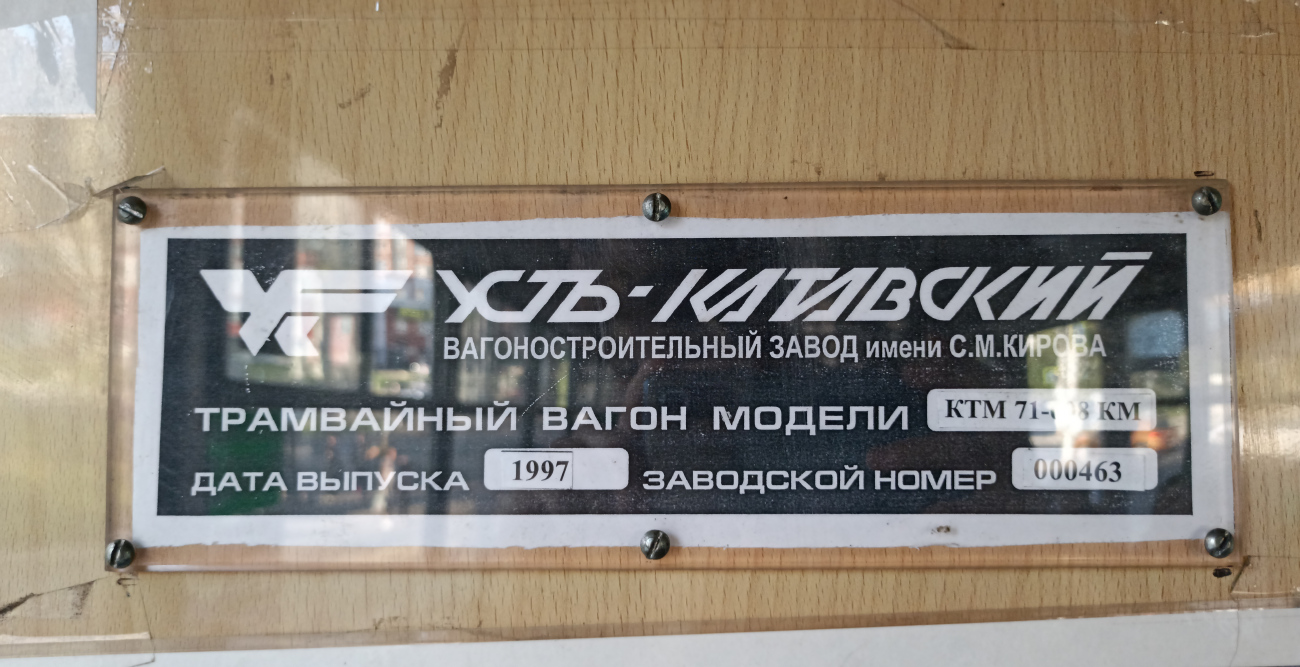 УСТЬ-КАТАВСКИЙ
ВАГОНОСТРОИТЕЛЬНЫЙ ЗАВОД имени С.М.КИРОВА
ТРАМВАЙНЫЙ ВАГОН МОДЕЛИ КТМ КМ
ДАТА ВЫПУСКА 1997 ЗАВОДСКОЙ НОМЕР 000463